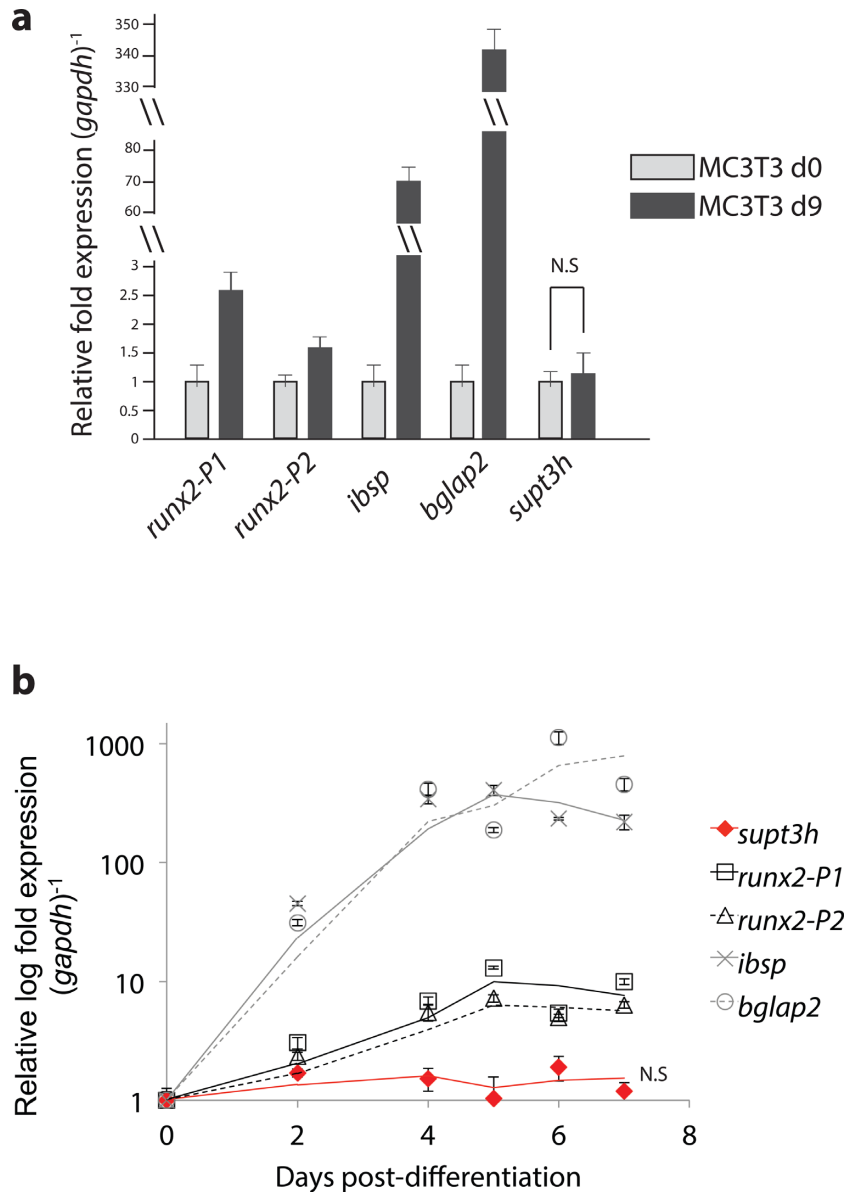 a
Relative fold expression (gapdh)-1
350
340
330
80
70
60
3
2.5
2
1.5
1
0.5
0
MC3T3 d0
MC3T3 d9
N.S
runx2-P1
runx2-P2
ibsp
bglap2
supt3h
b
Relative log fold expression
(gapdh)-1
1000
100
10
1
N.S
supt3h
runx2-P1
runx2-P2
ibsp
bglap2
0
2
4
6
8
Days post-differentiation